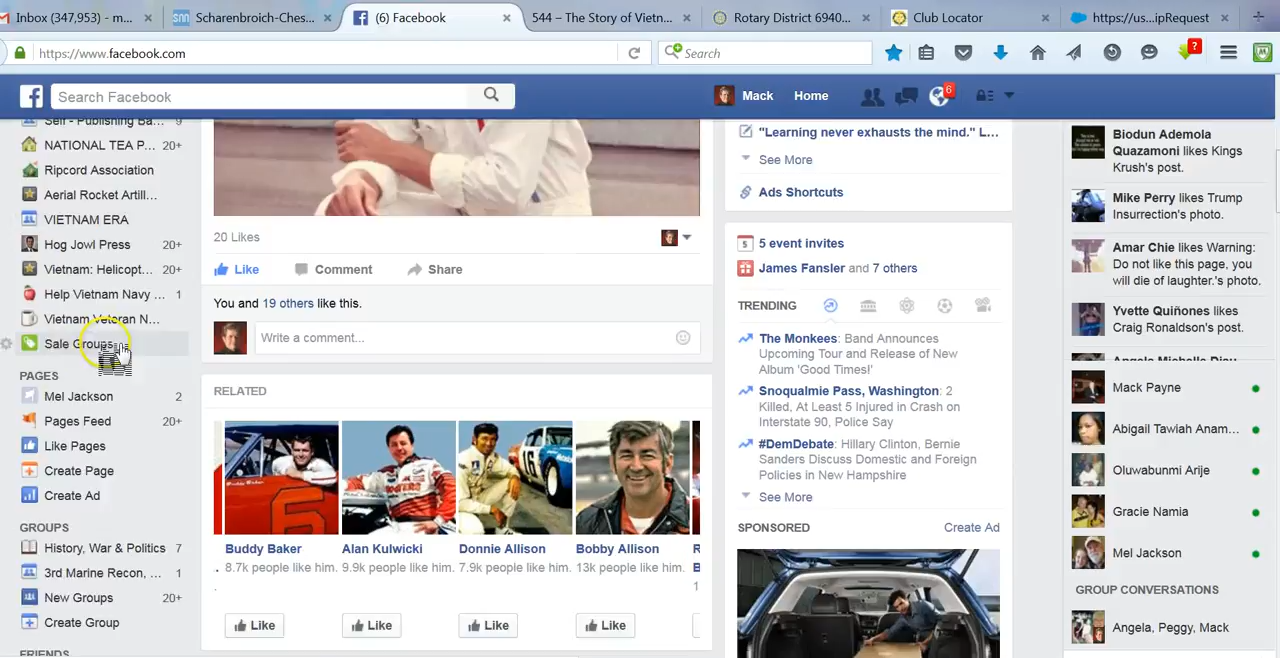 Inbox (347,953) - m...
Scharenbroich-Ches...
(6) Facebook
544 – The Story of Vietn...
Rotary District 6940...
Club Locator
https://us...ipRequest
https://www.facebook.com
Search
Search Facebook
Mack
Home
6
Self - Publishing Ba...
9
NATIONAL TEA P...
20+
Ripcord Association
Aerial Rocket Artill...
VIETNAM ERA
Hog Jowl Press
20+
Vietnam: Helicopt...
20+
Help Vietnam Navy ...
1
Vietnam Veteran N...
Sale Groups
PAGES
Mel Jackson
2
Pages Feed
20+
Like Pages
Create Page
Create Ad
GROUPS
History, War & Politics
7
3rd Marine Recon, ...
1
New Groups
20+
Create Group
FRIENDS
20 Likes
Like
Comment
Share
You and 19 others like this.
Write a comment...
RELATED
Buddy Baker
8.7k people like him.
Like
Alan Kulwicki
9.9k people like him.
Like
Donnie Allison
7.9k people like him.
Like
Bobby Allison
13k people like him.
Like
"Learning never exhausts the mind." L...
See More
Ads Shortcuts
5
5 event invites
James Fansler and 7 others
TRENDING
The Monkees: Band Announces
Upcoming Tour and Release of New
Album 'Good Times!'
Snoqualmie Pass, Washington: 2
Killed, At Least 5 Injured in Crash on
Interstate 90, Police Say
#DemDebate: Hillary Clinton, Bernie
Sanders Discuss Domestic and Foreign
Policies in New Hampshire
See More
SPONSORED
Create Ad
Biodun Ademola
Quazamoni likes Kings
Krush's post.
Mike Perry likes Trump
Insurrection's photo.
Amar Chie likes Warning:
Do not like this page, you
will die of laughter.'s photo.
Yvette Quiñones likes
Craig Ronaldson's post.
Mack Payne
Abigail Tawiah Anam...
Oluwabunmi Arije
Gracie Namia
Mel Jackson
GROUP CONVERSATIONS
Angela, Peggy, Mack